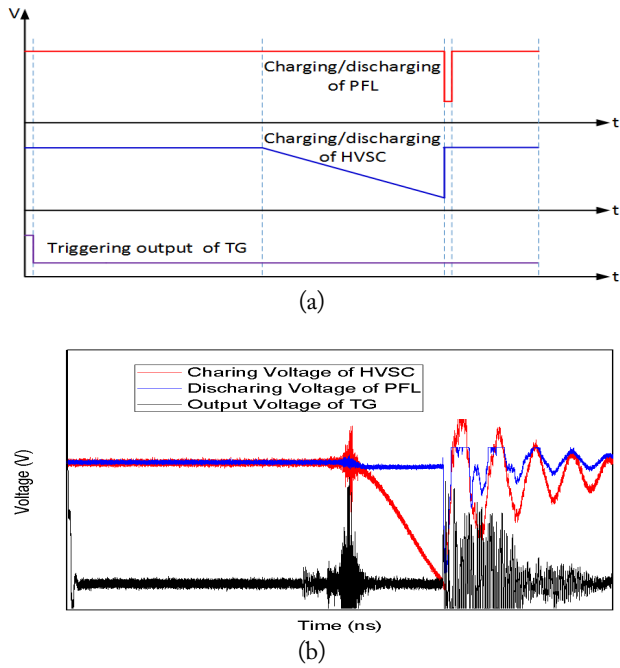 V
Charging/discharging
of PFL
t
Charging/discharging
of HVSC
t
Triggering output of TG
t
(a)
Charing Voltage of HVSC
Discharing Voltage of PFL
Output Voltage of TG
Voltage (V)
Time (ns)
(b)